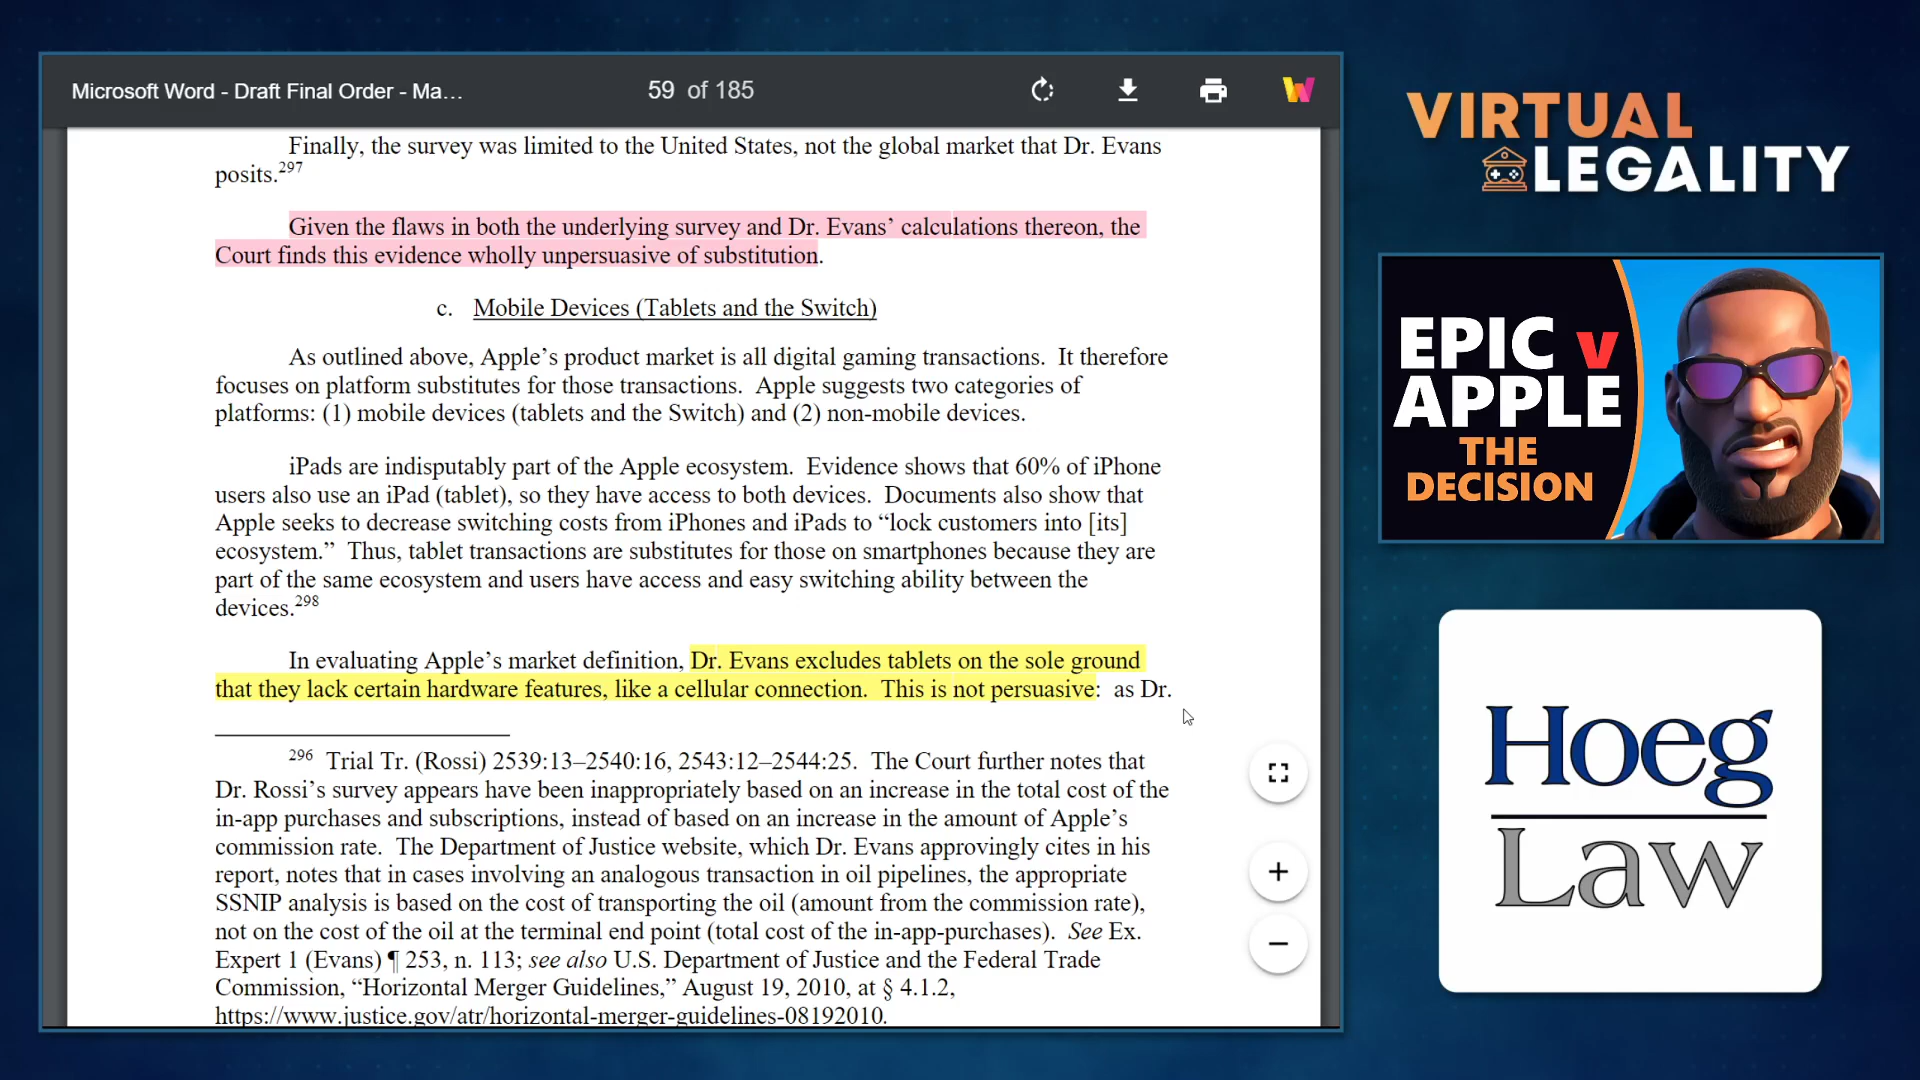 Microsoft Word - Draft Final Order - Ma...
59 of 185
Finally, the survey was limited to the United States, not the global market that Dr. Evans
posits.297
Given the flaws in both the underlying survey and Dr. Evans’ calculations thereon, the
Court finds this evidence wholly unpersuasive of substitution.
c. Mobile Devices (Tablets and the Switch)
As outlined above, Apple’s product market is all digital gaming transactions. It therefore
focuses on platform substitutes for those transactions. Apple suggests two categories of
platforms: (1) mobile devices (tablets and the Switch) and (2) non-mobile devices.
iPads are indisputably part of the Apple ecosystem. Evidence shows that 60% of iPhone
users also use an iPad (tablet), so they have access to both devices. Documents also show that
Apple seeks to decrease switching costs from iPhones and iPads to “lock customers into [its]
ecosystem.” Thus, tablet transactions are substitutes for those on smartphones because they are
part of the same ecosystem and users have access and easy switching ability between the
devices.298
In evaluating Apple’s market definition, Dr. Evans excludes tablets on the sole ground
that they lack certain hardware features, like a cellular connection. This is not persuasive: as Dr.
296 Trial Tr. (Rossi) 2539:13–2540:16, 2543:12–2544:25. The Court further notes that
Dr. Rossi’s survey appears have been inappropriately based on an increase in the total cost of the
in-app purchases and subscriptions, instead of based on an increase in the amount of Apple’s
commission rate. The Department of Justice website, which Dr. Evans approvingly cites in his
report, notes that in cases involving an analogous transaction in oil pipelines, the appropriate
SSNIP analysis is based on the cost of transporting the oil (amount from the commission rate),
not on the cost of the oil at the terminal end point (total cost of the in-app-purchases). See Ex.
Expert 1 (Evans) ¶ 253, n. 113; see also U.S. Department of Justice and the Federal Trade
Commission, “Horizontal Merger Guidelines,” August 19, 2010, at § 4.1.2,
https://www.justice.gov/atr/horizontal-merger-guidelines-08192010.
VIRTUAL
LEGALITY
EPIC v
APPLE
THE
DECISION
Hoeg
Law